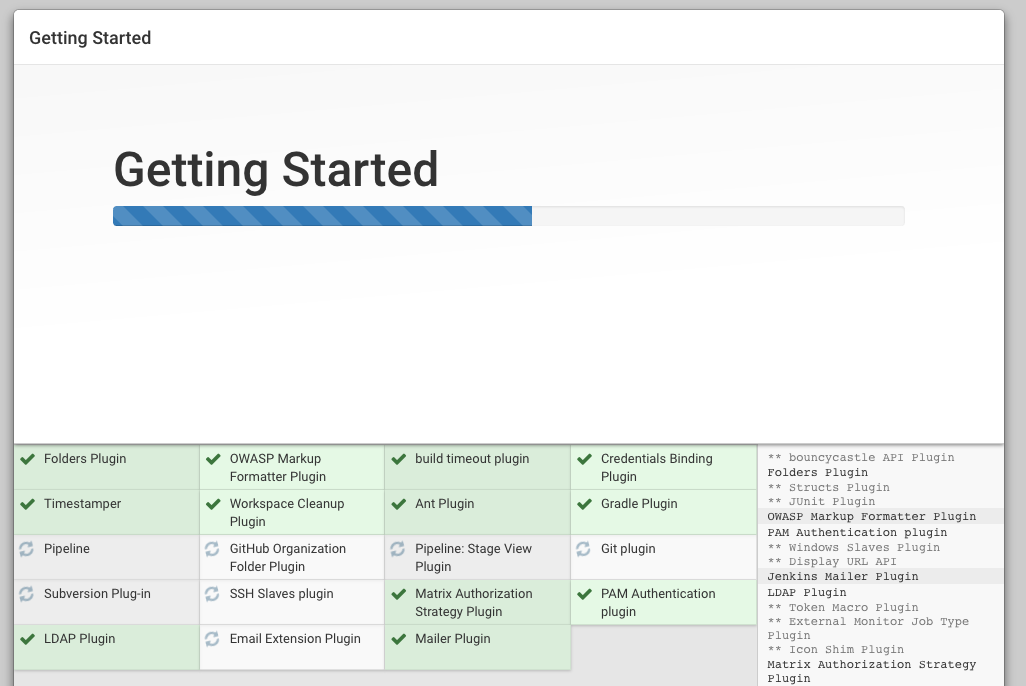 Getting Started
Getting Started
Folders Plugin
OWASP Markup
Formatter Plugin
build timeout plugin
Credentials Binding
Plugin
Timestamper
Workspace Cleanup
Plugin
Ant Plugin
Gradle Plugin
Pipeline
GitHub Organization
Folder Plugin
Pipeline: Stage View
Plugin
Git plugin
Subversion Plug-in
SSH Slaves plugin
Matrix Authorization
Strategy Plugin
PAM Authentication
plugin
LDAP Plugin
Email Extension Plugin
Mailer Plugin
** bouncycastle API Plugin
Folders Plugin
** Structs Plugin
** JUnit Plugin
OWASP Markup Formatter Plugin
PAM Authentication plugin
** Windows Slaves Plugin
** Display URL API
Jenkins Mailer Plugin
LDAP Plugin
** Token Macro Plugin
** External Monitor Job Type
Plugin
** Icon Shim Plugin
Matrix Authorization Strategy
Plugin